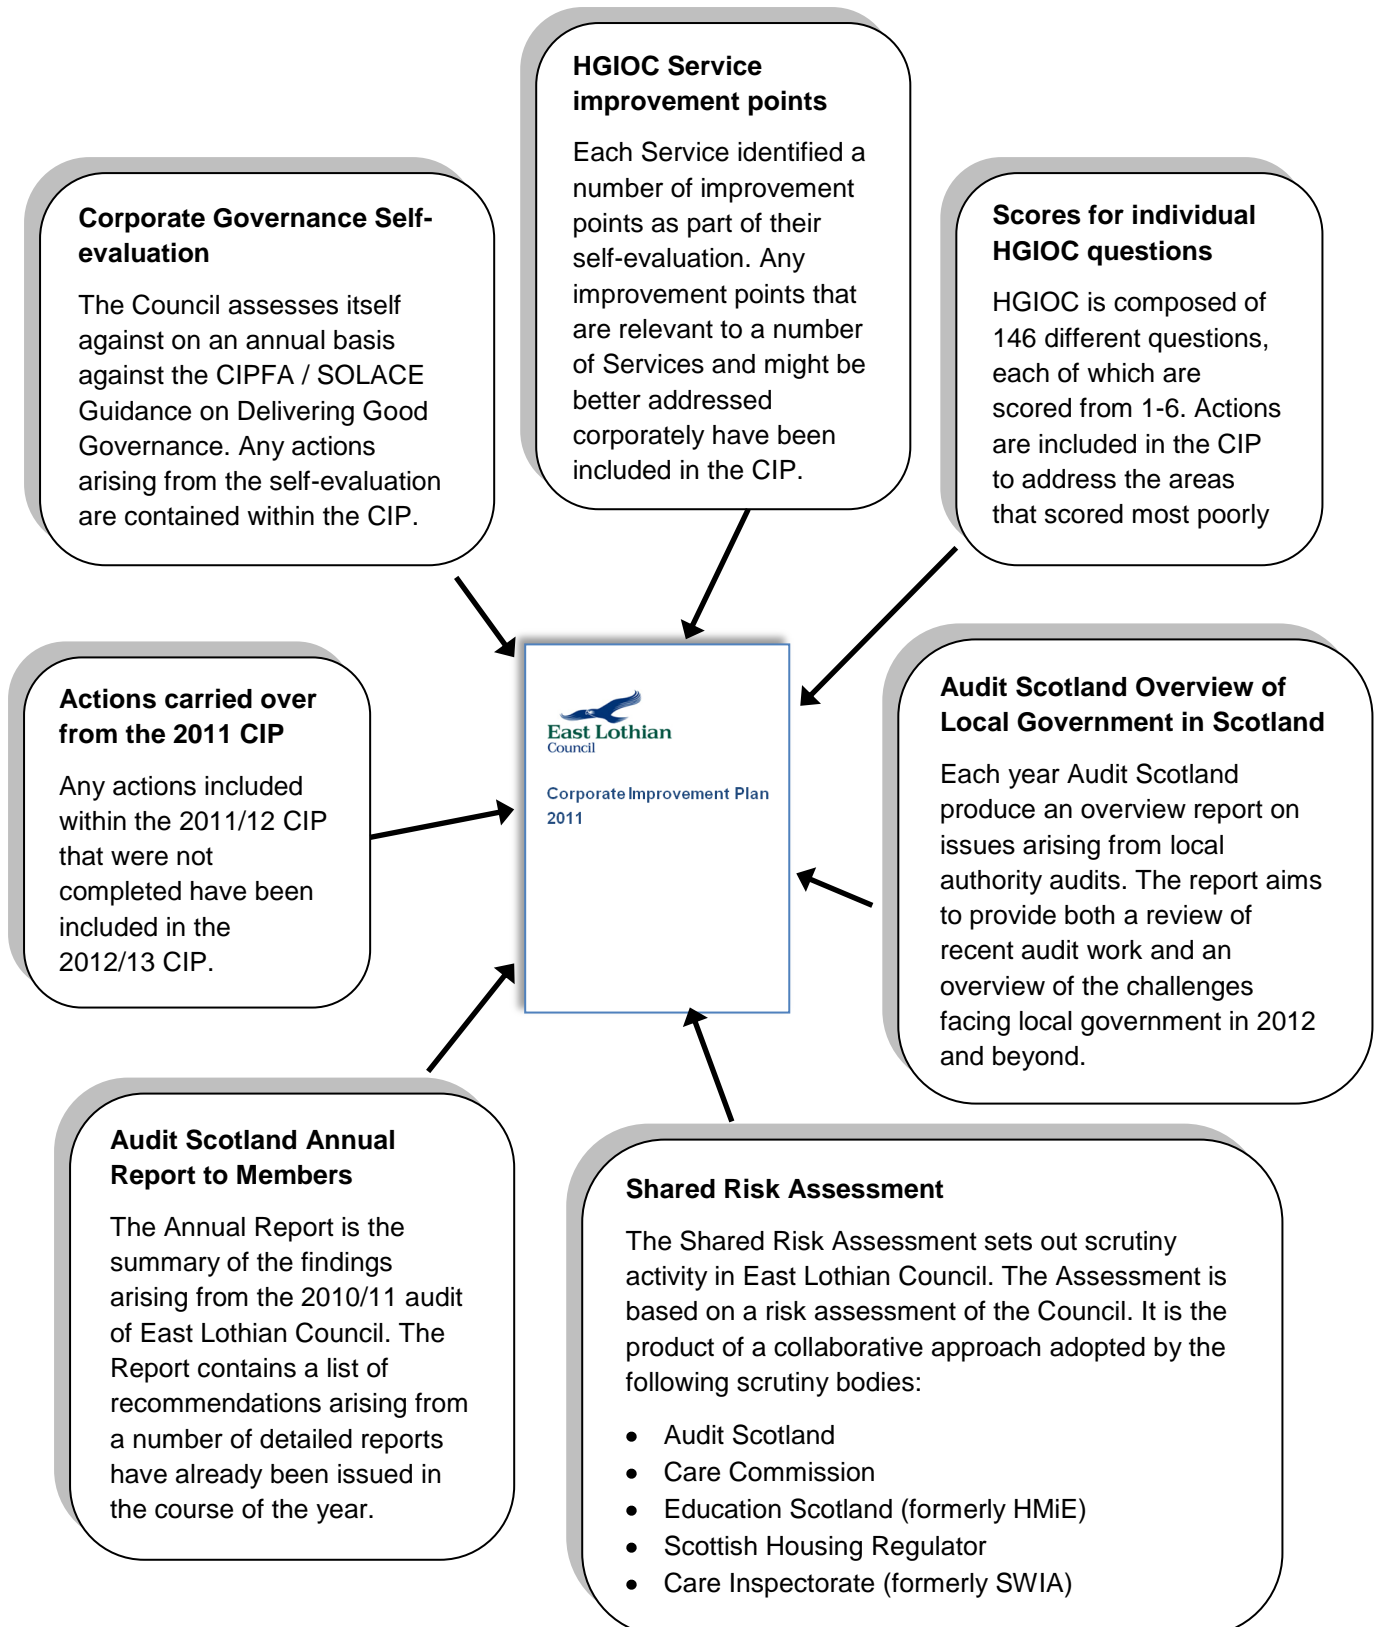 HGIOC Service
improvement points
Each Service identified a
number of improvement
points as part of their
self-evaluation. Any
improvement points that
are relevant to a number
of Services and might be
better addressed
corporately have been
included in the CIP.
Corporate Governance Self-
evaluation
The Council assesses itself
against on an annual basis
against the CIPFA / SOLACE
Guidance on Delivering Good
Governance. Any actions
arising from the self-evaluation
are contained within the CIP.
Scores for individual
HGIOC questions
HGIOC is composed of
146 different questions,
each of which are
scored from 1-6. Actions
are included in the CIP
to address the areas
that scored most poorly
Actions carried over
from the 2011 CIP
Any actions included
within the 2011/12 CIP
that were not
completed have been
included in the
2012/13 CIP.
East Lothian
Council
Corporate Improvement Plan
2011
Audit Scotland Overview of
Local Government in Scotland
Each year Audit Scotland
produce an overview report on
issues arising from local
authority audits. The report aims
to provide both a review of
recent audit work and an
overview of the challenges
facing local government in 2012
and beyond.
Audit Scotland Annual
Report to Members
The Annual Report is the
summary of the findings
arising from the 2010/11 audit
of East Lothian Council. The
Report contains a list of
recommendations arising from
a number of detailed reports
have already been issued in
the course of the year.
Shared Risk Assessment
The Shared Risk Assessment sets out scrutiny
activity in East Lothian Council. The Assessment is
based on a risk assessment of the Council. It is the
product of a collaborative approach adopted by the
following scrutiny bodies:
• Audit Scotland
• Care Commission
• Education Scotland (formerly HMiE)
• Scottish Housing Regulator
• Care Inspectorate (formerly SWIA)